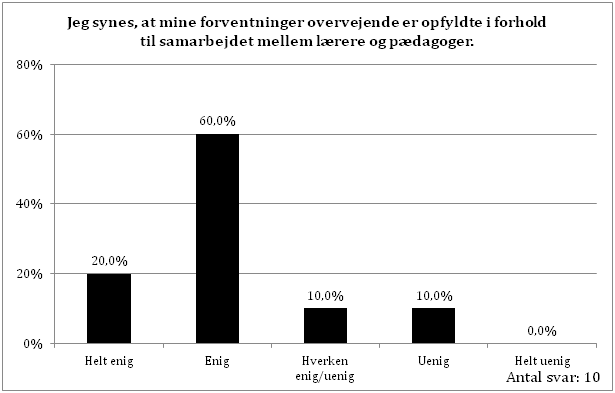 Jeg synes, at mine forventninger overvejende er opfyldte i forhold
til samarbejdet mellem lærere og pædagoger.
80%
60%
40%
20%
0%
20,0%
60,0%
10,0%
10,0%
0,0%
Helt enig
Enig
Hverken
enig/uenig
Uenig
Helt uenig
Antal svar: 10